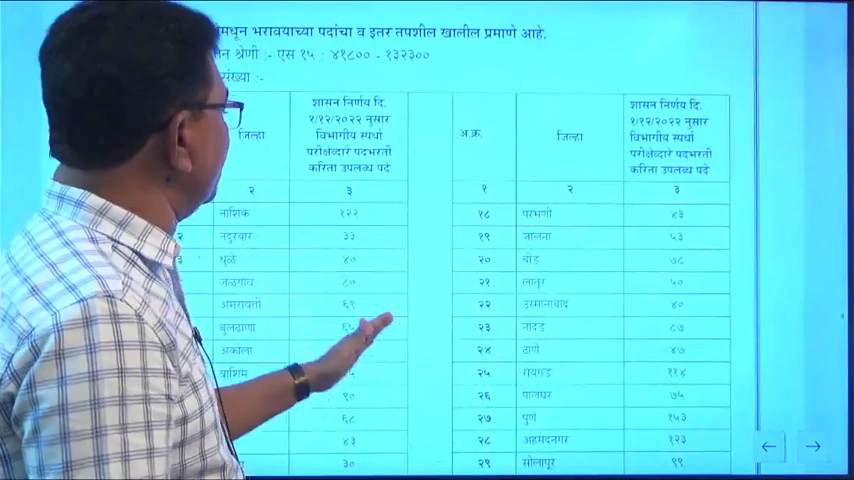 मधून भरावयाच्या पदांचा व इतर तपशील खालील प्रमाणे आहे.
श्रेणी :- एस १५ : ४१८०० - १३२३००
संख्या :-
जिल्हा शासन निर्णय दि. १/१२/२०२२ नुसार विभागीय स्पर्धा परीक्षेव्दारे पदभरती करिता उपलब्ध पदे अ.क्र. जिल्हा शासन निर्णय दि. १/१२/२०२२ नुसार विभागीय स्पर्धा परीक्षेव्दारे पदभरती करिता उपलब्ध पदे
२ ३ १ २ ३
नाशिक १२२ १८ परभणी ४३
२ नंदुरबार ३३ १९ जालना ५३
३ धुळे ४० २० बीड ७८
जळगाव ८० २१ लातूर ५०
अमरावती ६९ २२ उस्मानाबाद ४०
बुलढाणा २३ नांदेड ८७
अकोला २४ ठाणे ४७
वाशिम २५ रायगड ११४
९० २६ पालघर ७५
६८ २७ पुणे १५३
४३ २८ अहमदनगर १२३
३० २९ सोलापूर ९९